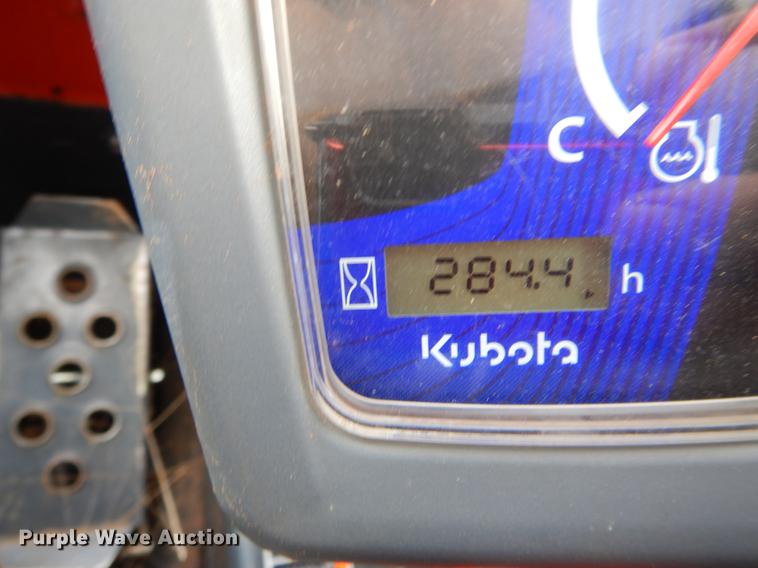 C
284.4 h
Kubota
Purple Wave Auction